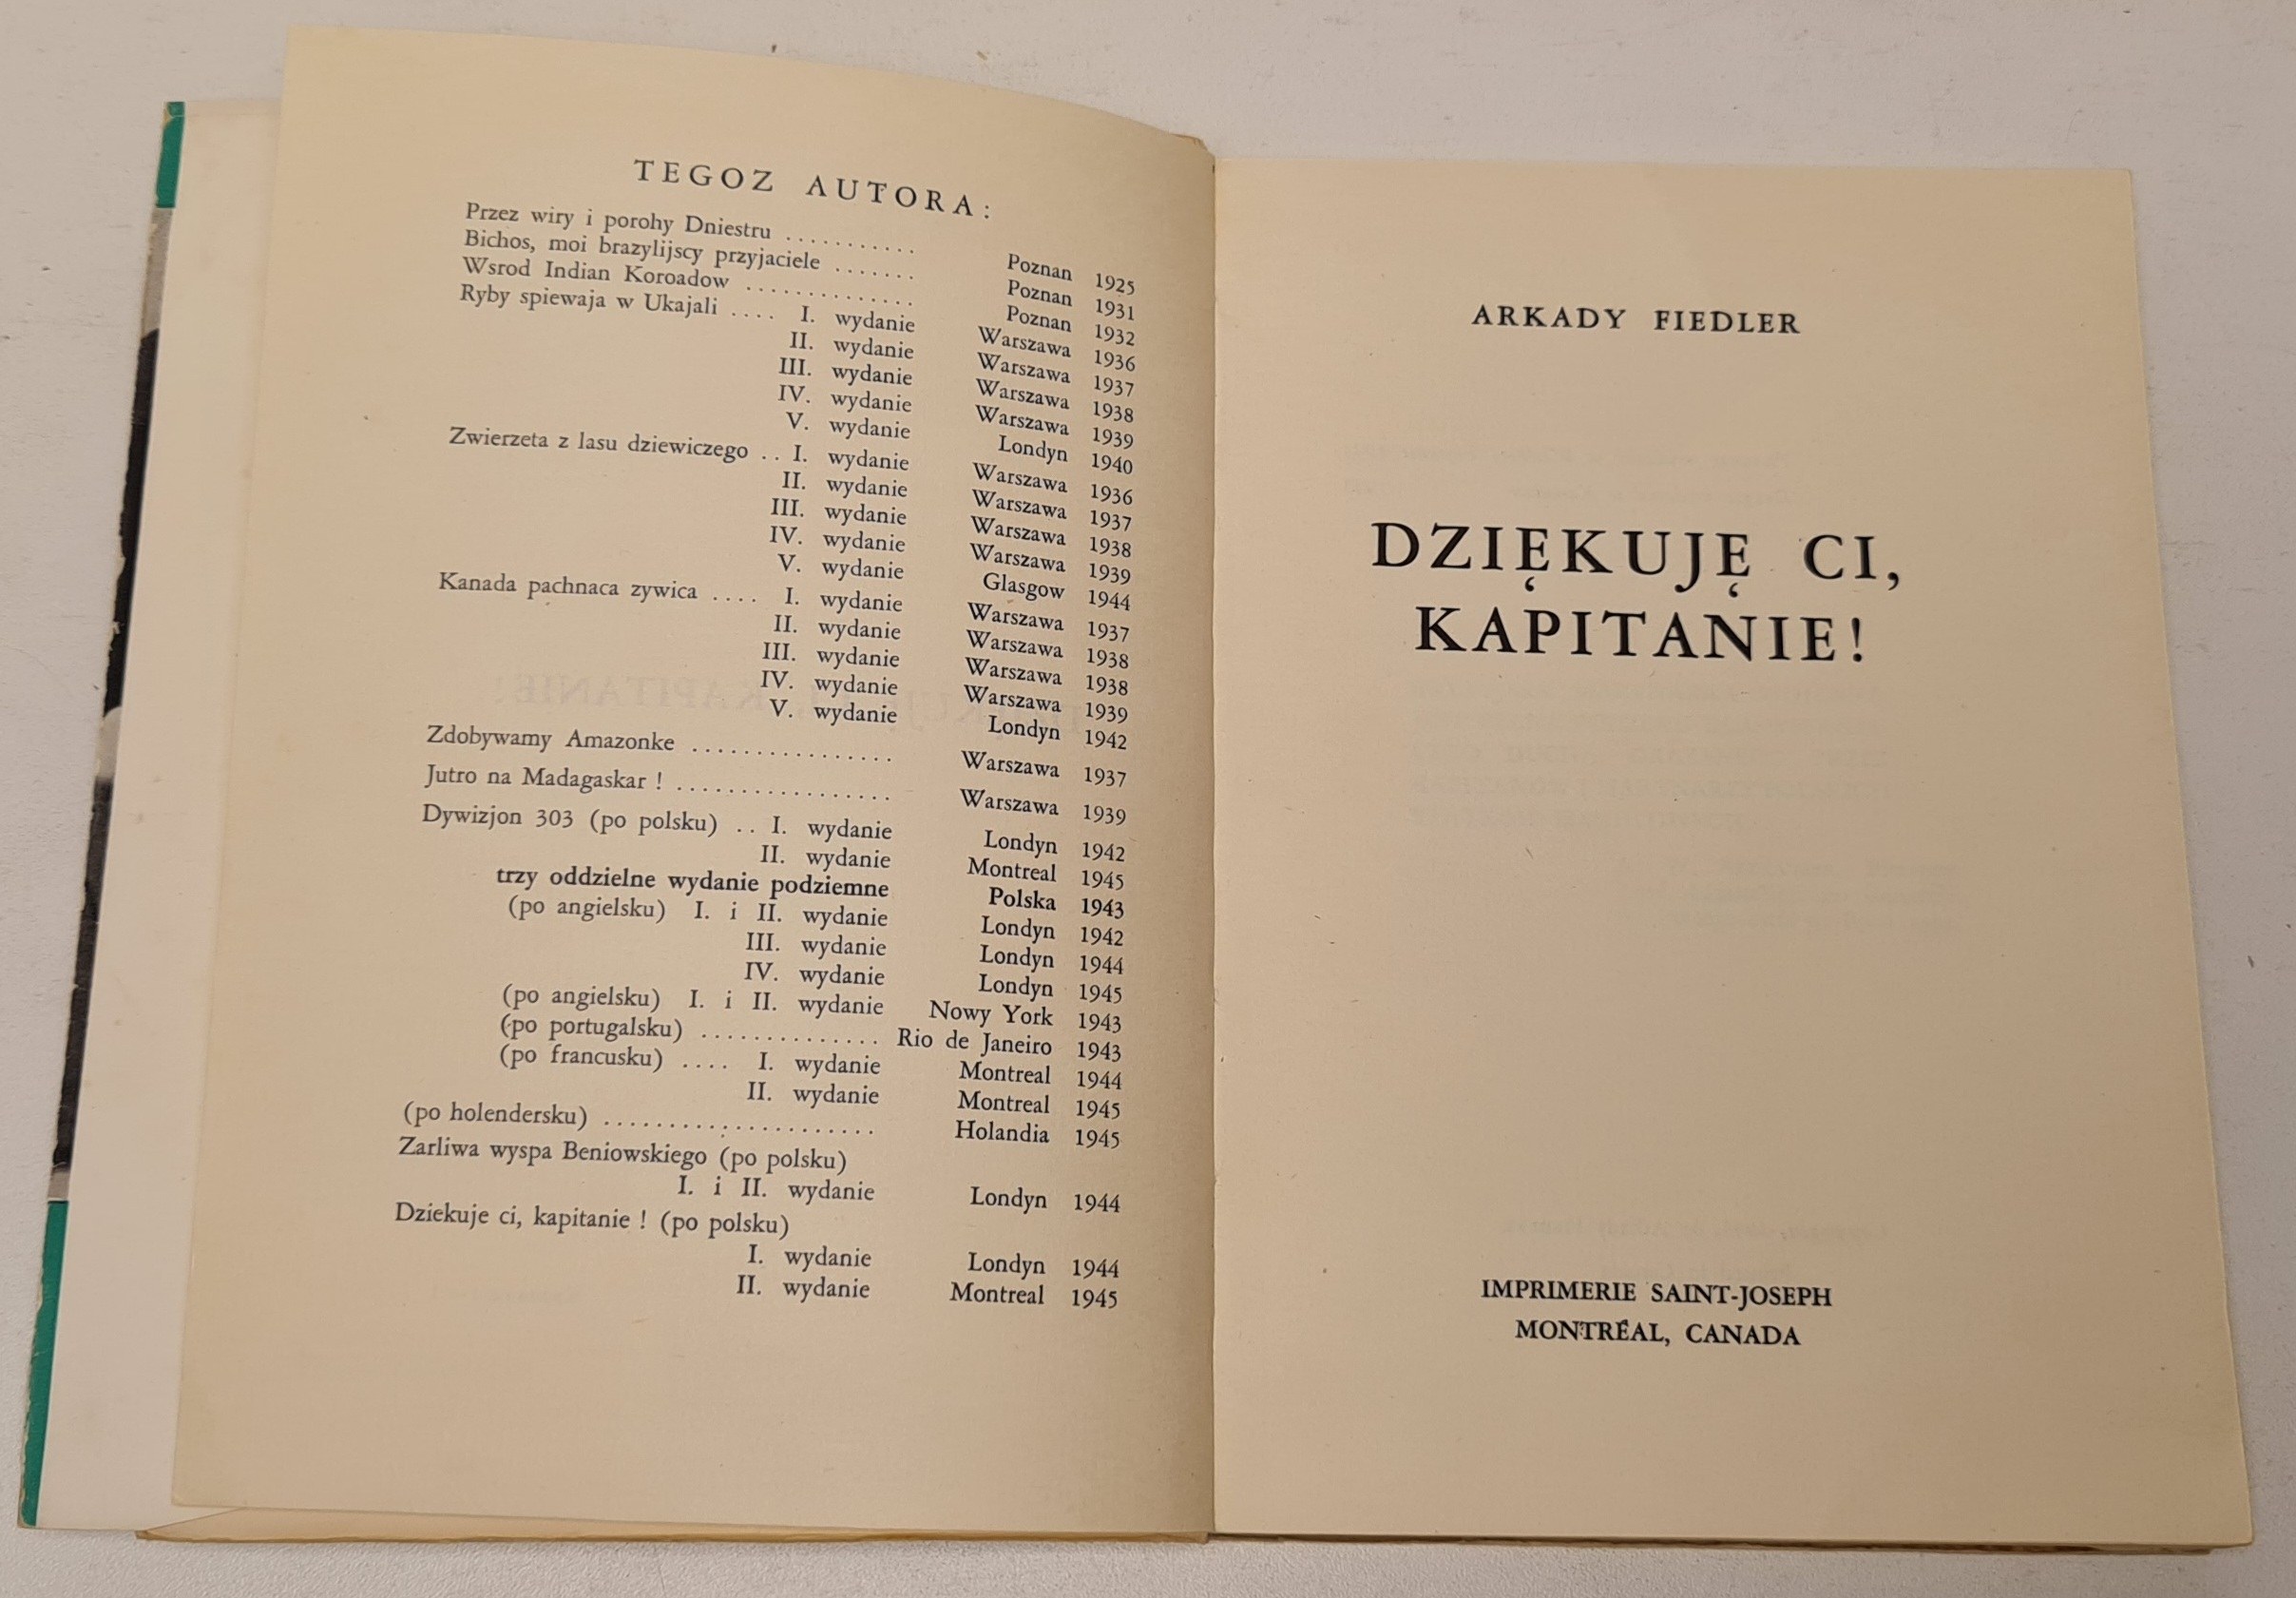 TEGOZ AUTORA:
Przez wiry i porohy Dniestru ........... Poznan 1925
Bichos, moi brazylijscy przyjaciele ....... Poznan 1931
Wsrod Indian Koroadow .............. Poznan 1932
Ryby spiewaja w Ukajali .... I. wydanie Warszawa 1936
II. wydanie Warszawa 1937
III. wydanie Warszawa 1938
IV. wydanie Warszawa 1939
V. wydanie Londyn 1940
Zwierzeta z lasu dziewiczego .. I. wydanie Warszawa 1936
II. wydanie Warszawa 1937
III. wydanie Warszawa 1938
IV. wydanie Warszawa 1939
V. wydanie Glasgow 1944
Kanada pachnaca zywica .... I. wydanie Warszawa 1937
II. wydanie Warszawa 1938
III. wydanie Warszawa 1938
IV. wydanie Warszawa 1939
V. wydanie Londyn 1942
Zdobywamy Amazonke ................ Warszawa 1937
Jutro na Madagaskar ! ................. Warszawa 1939
Dywizjon 303 (po polsku) .. I. wydanie Londyn 1942
II. wydanie Montreal 1945
trzy oddzielne wydanie podziemne Polska 1943
(po angielsku) I. i II. wydanie Londyn 1942
III. wydanie Londyn 1944
IV. wydanie Londyn 1945
(po angielsku) I. i II. wydanie Nowy York 1943
(po portugalsku) .............. Rio de Janeiro 1943
(po francusku) .... I. wydanie Montreal 1944
II. wydanie Montreal 1945
(po holendersku) ..................... Holandia 1945
Zarliwa wyspa Beniowskiego (po polsku)
I. i II. wydanie Londyn 1944
Dziekuje ci, kapitanie ! (po polsku)
I. wydanie Londyn 1944
II. wydanie Montreal 1945
ARKADY FIEDLER
DZIĘKUJĘ CI,
KAPITANIE!
IMPRIMERIE SAINT-JOSEPH
MONTRÉAL, CANADA